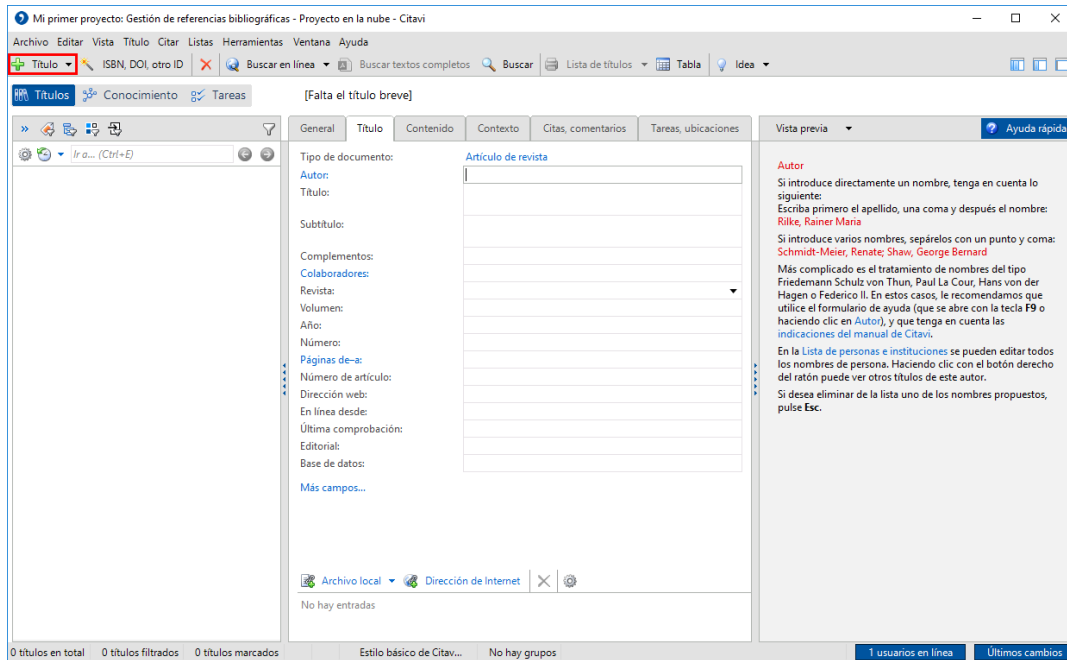 Mi primer proyecto: Gestión de referencias bibliográficas - Proyecto en la nube - Citavi
Archivo Editar Vista Título Citar Listas Herramientas Ventana Ayuda
Título ISBN, DOI, otro ID Buscar en línea Buscar textos completos Buscar Lista de títulos Tabla Idea
Títulos Conocimiento Tareas [Falta el título breve]
General Título Contenido Contexto Citas, comentarios Tareas, ubicaciones Vista previa Ayuda rápida
Ir a... (Ctrl+E)
Tipo de documento: Artículo de revista
Autor:
Título:
Subtítulo:
Complementos:
Colaboradores:
Revista:
Volumen:
Año:
Número:
Páginas de–a:
Número de artículo:
Dirección web:
En línea desde:
Última comprobación:
Editorial:
Base de datos:
Más campos...
Archivo local Dirección de Internet
No hay entradas
Autor
Si introduce directamente un nombre, tenga en cuenta lo
siguiente:
Escriba primero el apellido, una coma y después el nombre:
Rilke, Rainer Maria
Si introduce varios nombres, sepárelos con un punto y coma:
Schmidt-Meier, Renate; Shaw, George Bernard
Más complicado es el tratamiento de nombres del tipo
Friedemann Schulz von Thun, Paul La Cour, Hans von der
Hagen o Federico II. En estos casos, le recomendamos que
utilice el formulario de ayuda (que se abre con la tecla F9 o
haciendo clic en Autor), y que tenga en cuenta las
indicaciones del manual de Citavi.
En la Lista de personas e instituciones se pueden editar todos
los nombres de persona. Haciendo clic con el botón derecho
del ratón puede ver otros títulos de este autor.
Si desea eliminar de la lista uno de los nombres propuestos,
pulse Esc.
0 títulos en total 0 títulos filtrados 0 títulos marcados Estilo básico de Citav... No hay grupos 1 usuarios en línea Últimos cambios